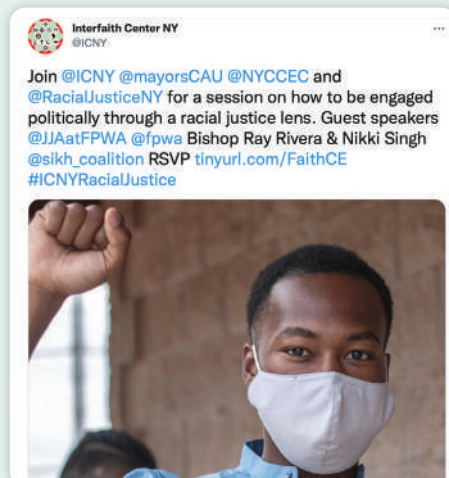 Interfaith Center NY
@ICNY
Join @ICNY @mayorsCAU @NYCCEC and
@RacialJusticeNY for a session on how to be engaged
politically through a racial justice lens. Guest speakers
@JJAatFPWA @fpwa Bishop Ray Rivera & Nikki Singh
@sikh_coalition RSVP tinyurl.com/FaithCE
#ICNYRacialJustice